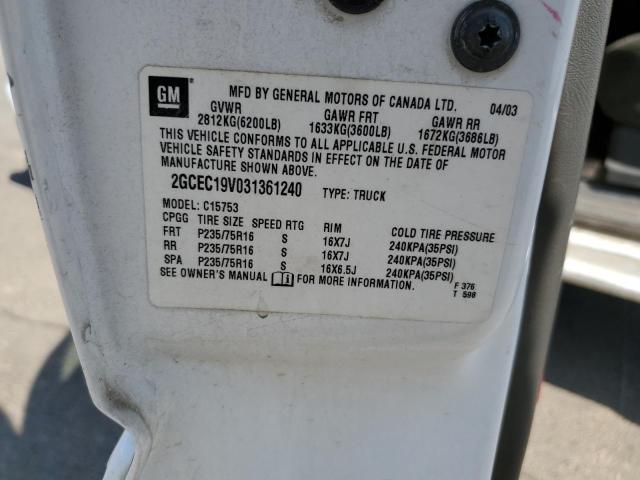 GM
MFD BY GENERAL MOTORS OF CANADA LTD. 04/03
GVWR GAWR FRT GAWR RR
2812KG(6200LB) 1633KG(3600LB) 1672KG(3686LB)
THIS VEHICLE CONFORMS TO ALL APPLICABLE U.S. FEDERAL MOTOR
VEHICLE SAFETY STANDARDS IN EFFECT ON THE DATE OF
MANUFACTURE SHOWN ABOVE.
2GCEC19V031361240 TYPE: TRUCK
MODEL: C15753
CPGG TIRE SIZE SPEED RTG RIM COLD TIRE PRESSURE
FRT P235/75R16 S 16X7J 240KPA(35PSI)
RR P235/75R16 S 16X7J 240KPA(35PSI)
SPA P235/75R16 S 16X6.5J 240KPA(35PSI)
SEE OWNER'S MANUAL FOR MORE INFORMATION.
F 376
T 598